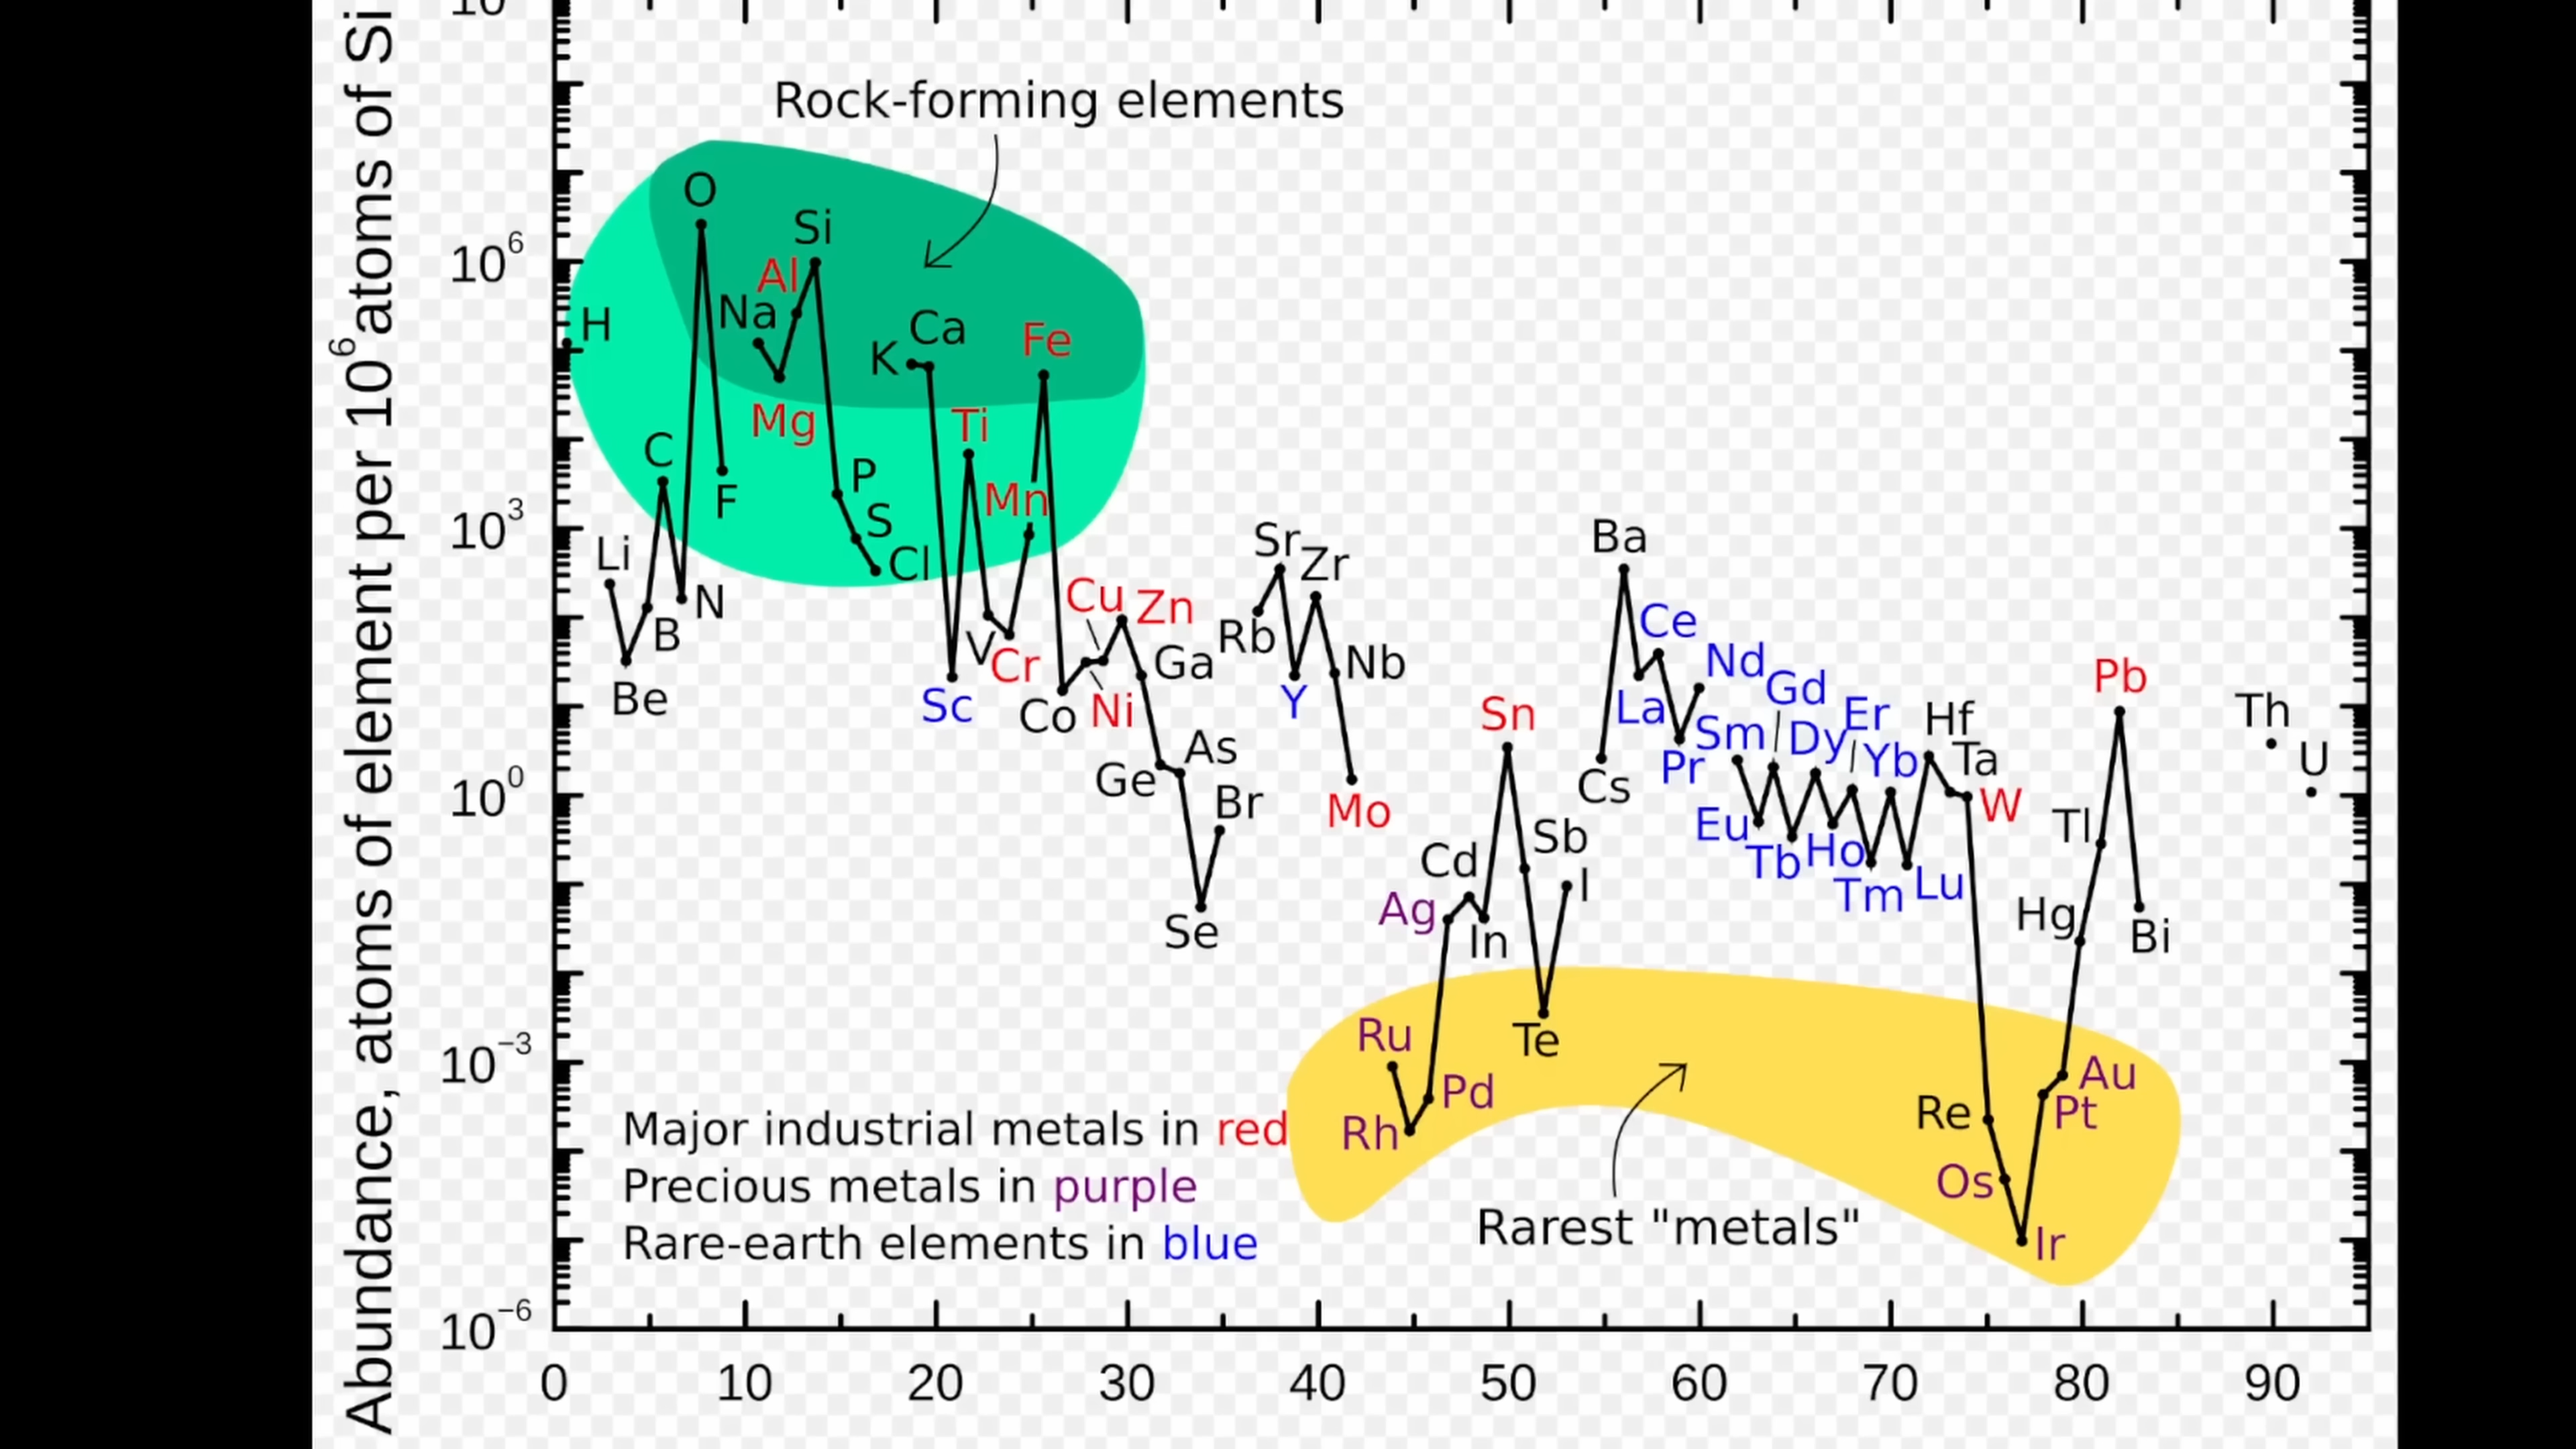 10
Abundance, atoms of element per 10⁶ atoms of Si
Rock-forming elements
O
Si
10⁶
Al
Na
H
Ca
K
Fe
Mg
Ti
C
P
F
Mn
S
10³
Cl
Li
N
B
Be
V
Cr
Sc
Co
Ni
Cu
Zn
Ga
Ge
As
Br
Se
Sr
Zr
Rb
Nb
Y
Mo
Ba
Ce
Nd
La
Gd
Er
Sm
Dy
Pr
Yb
Hf
Ta
Cs
W
Sn
Pb
Th
U
10⁰
Eu
Tb
Ho
Tm
Lu
Tl
Sb
Cd
I
Ag
In
Hg
Bi
Te
Ru
Pd
Rh
10⁻³
Re
Au
Pt
Os
Ir
Rarest "metals"
Major industrial metals in red
Precious metals in purple
Rare-earth elements in blue
10⁻⁶
0 10 20 30 40 50 60 70 80 90